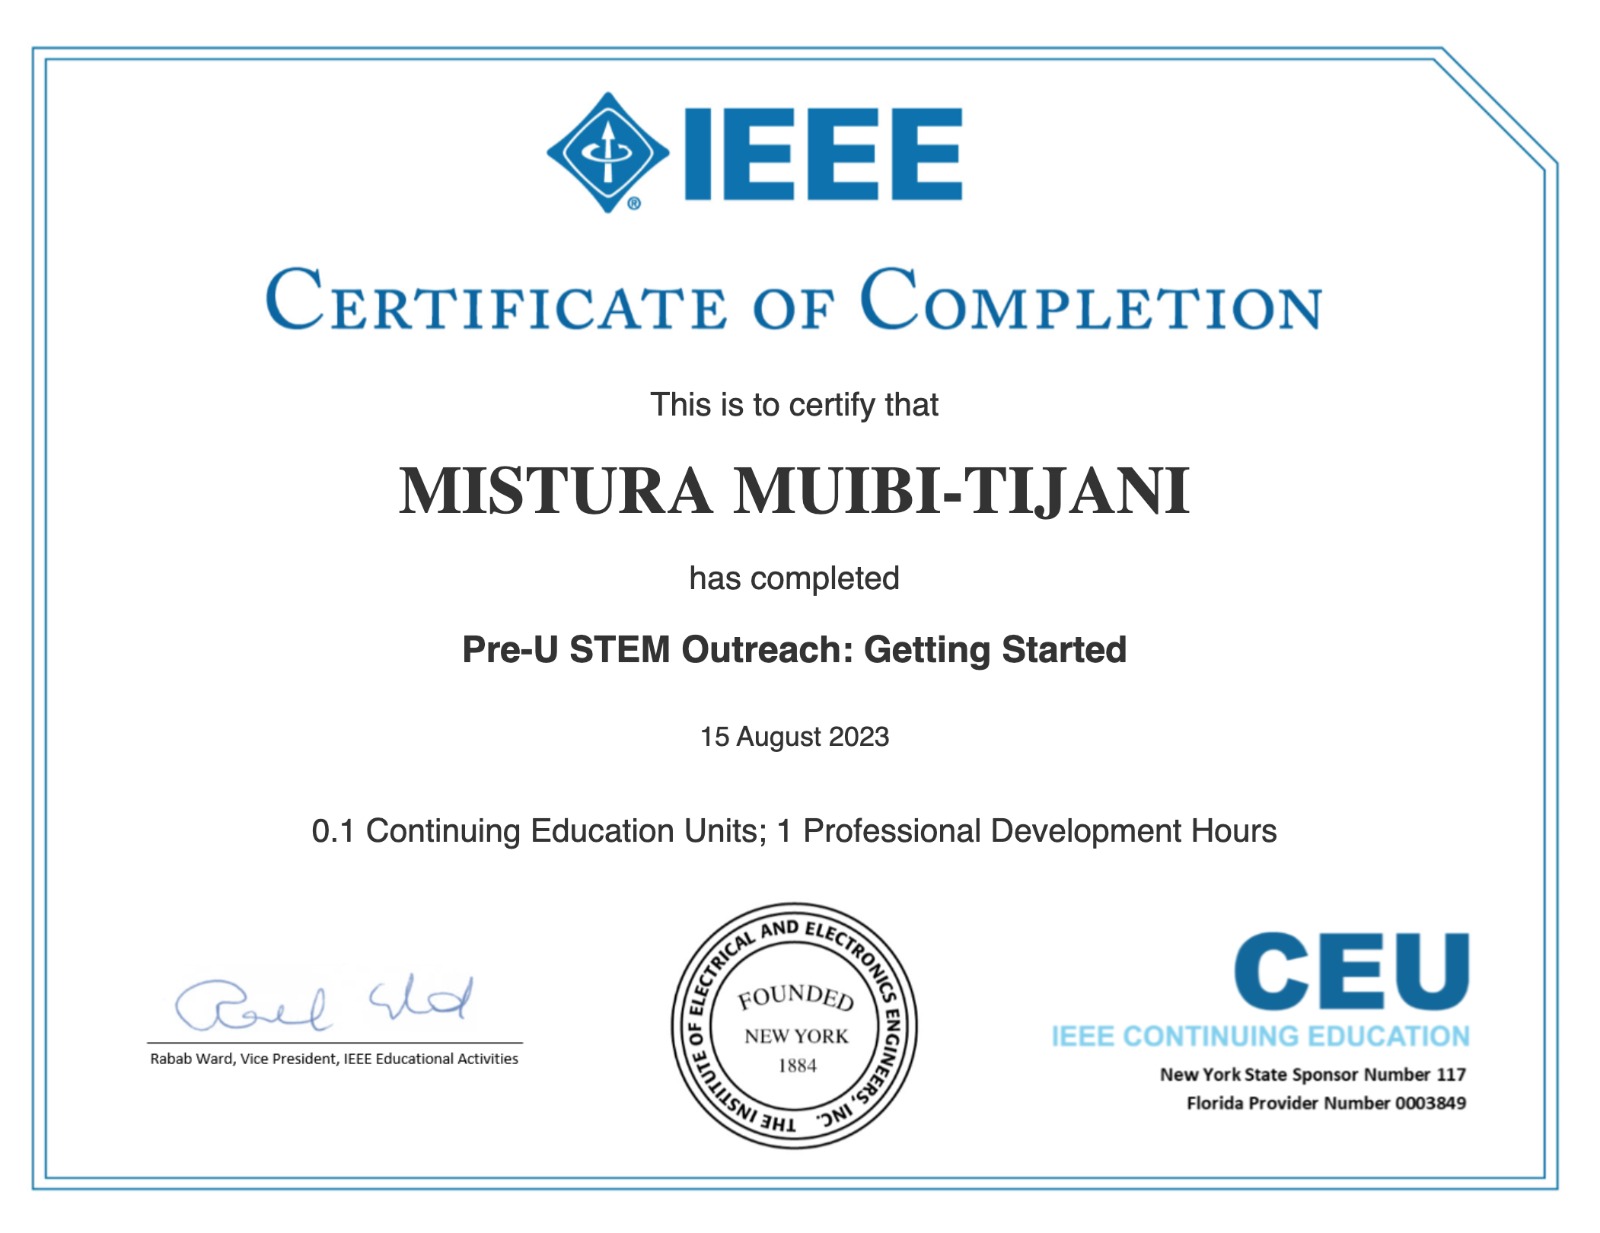 IEEE
®
CERTIFICATE OF COMPLETION
This is to certify that
MISTURA MUIBI-TIJANI
has completed
Pre-U STEM Outreach: Getting Started
15 August 2023
0.1 Continuing Education Units; 1 Professional Development Hours
Rabab Ward, Vice President, IEEE Educational Activities
THE INSTITUTE OF ELECTRICAL AND ELECTRONICS ENGINEERS, INC.
FOUNDED
NEW YORK
1884
CEU
IEEE CONTINUING EDUCATION
New York State Sponsor Number 117
Florida Provider Number 0003849